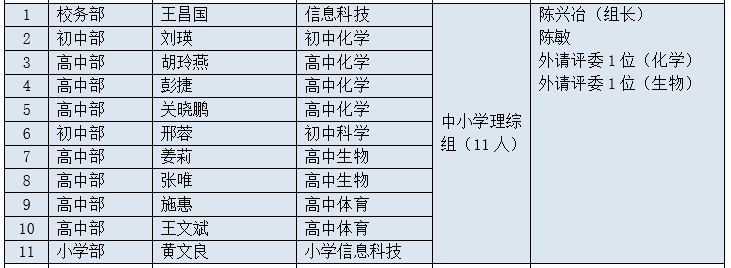 1 校务部 王昌国 信息科技
2 初中部 刘瑛 初中化学
3 高中部 胡玲燕 高中化学
4 高中部 彭捷 高中化学
5 高中部 关晓鹏 高中化学
6 初中部 邢蓉 初中科学
7 高中部 姜莉 高中生物
8 高中部 张唯 高中生物
9 高中部 施惠 高中体育
10 高中部 王文斌 高中体育
11 小学部 黄文良 小学信息科技
中小学理综
组（11 人）
陈兴冶（组长）
陈敏
外请评委 1 位（化学）
外请评委 1 位（生物）